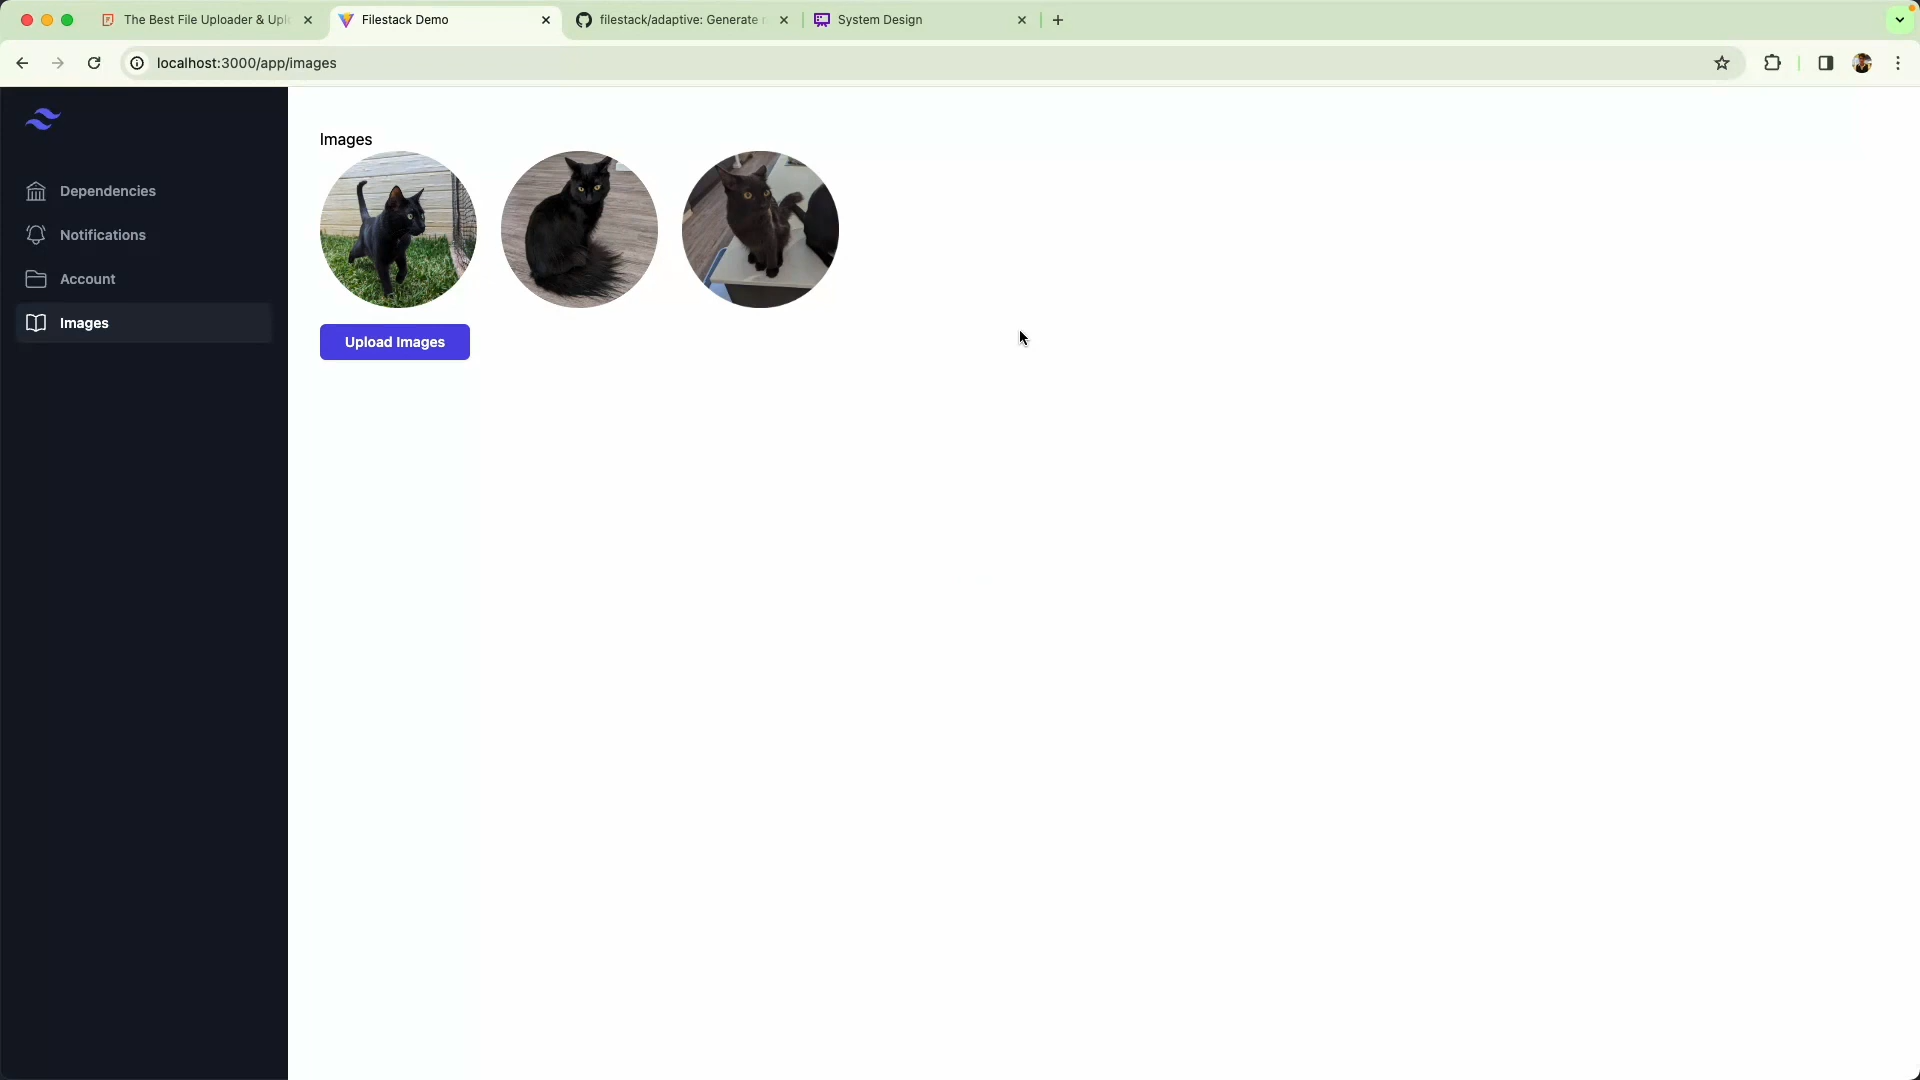 The Best File Uploader & Upl
Filestack Demo
filestack/adaptive: Generate
System Design
localhost:3000/app/images
Dependencies
Notifications
Account
Images
Images
Upload Images